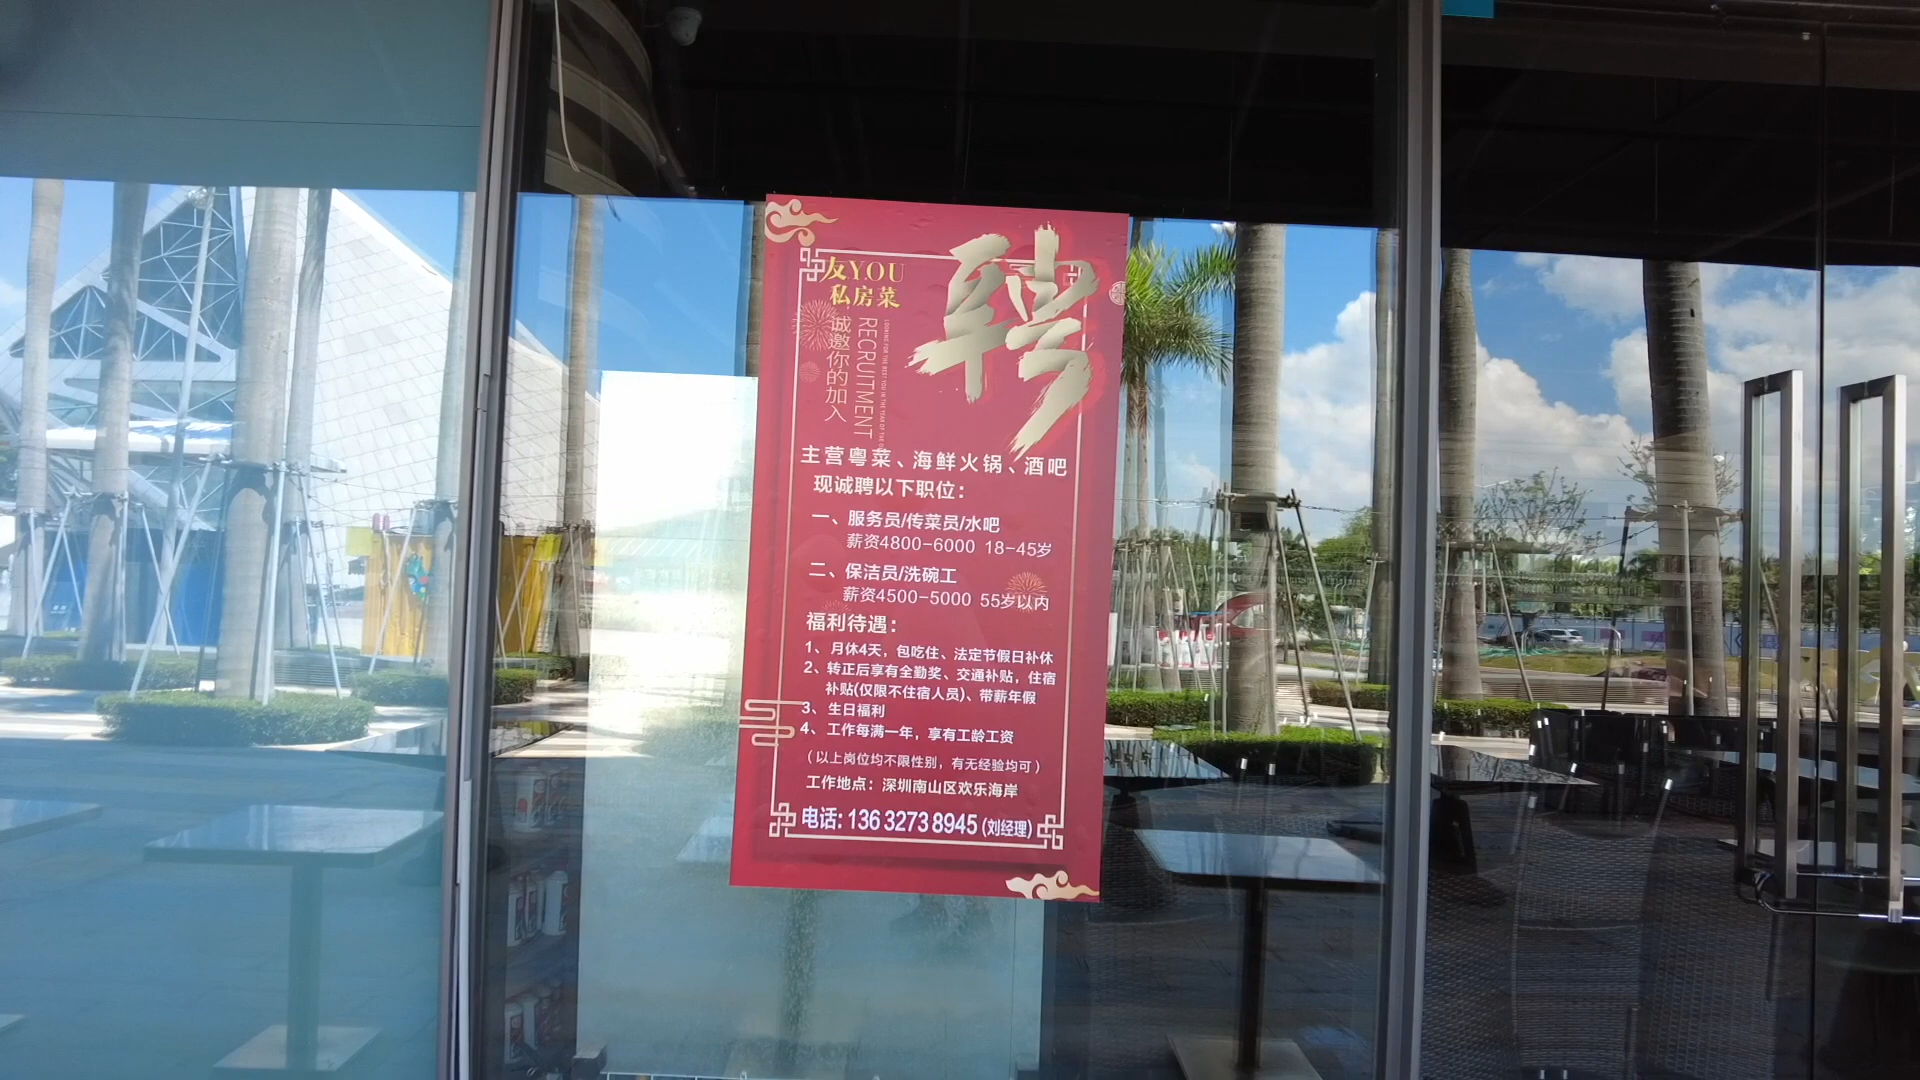 聘
友Y.OU
私房菜
诚邀你的加入
RECRUITMENT
主营粤菜、海鲜火锅、酒吧
现诚聘以下职位：
一、服务员/传菜员/水吧
薪资4800-6000 18-45岁
二、保洁员/洗碗工
薪资4500-5000 55岁以内
福利待遇：
1、月休4天，包吃住、法定节假日补休
2、转正后享有全勤奖、交通补贴，住宿
补贴(仅限不住宿人员)、带薪年假
3、生日福利
4、工作每满一年，享有工龄工资
（以上岗位均不限性别，有无经验均可）
工作地点：深圳南山区欢乐海岸
电话: 136 3273 8945 (刘经理)